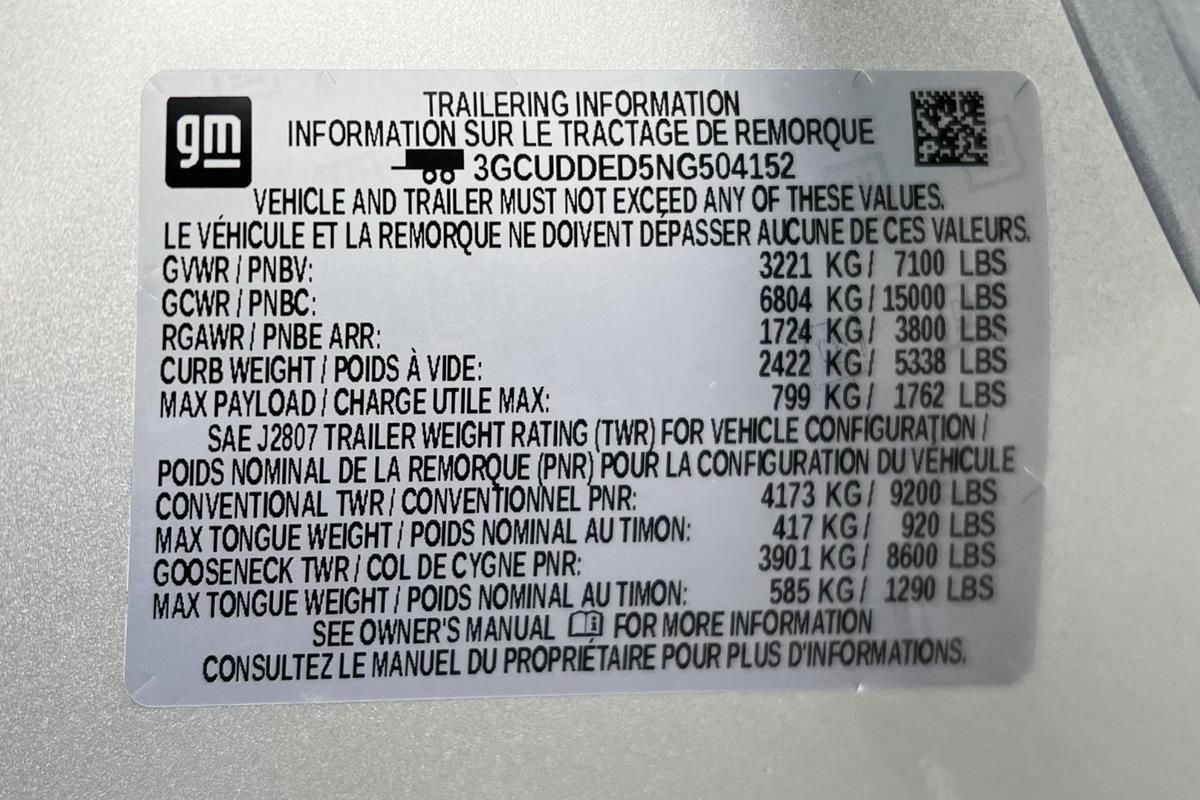 gm
TRAILERING INFORMATION
INFORMATION SUR LE TRACTAGE DE REMORQUE
3GCUDDED5NG504152
VEHICLE AND TRAILER MUST NOT EXCEED ANY OF THESE VALUES.
LE VÉHICULE ET LA REMORQUE NE DOIVENT DÉPASSER AUCUNE DE CES VALEURS.
GVWR / PNBV: 3221 KG / 7100 LBS
GCWR / PNBC: 6804 KG / 15000 LBS
RGAWR / PNBE ARR: 1724 KG / 3800 LBS
CURB WEIGHT / POIDS À VIDE: 2422 KG / 5338 LBS
MAX PAYLOAD / CHARGE UTILE MAX: 799 KG / 1762 LBS
SAE J2807 TRAILER WEIGHT RATING (TWR) FOR VEHICLE CONFIGURATION /
POIDS NOMINAL DE LA REMORQUE (PNR) POUR LA CONFIGURATION DU VÉHICULE
CONVENTIONAL TWR / CONVENTIONNEL PNR: 4173 KG / 9200 LBS
MAX TONGUE WEIGHT / POIDS NOMINAL AU TIMON: 417 KG / 920 LBS
GOOSENECK TWR / COL DE CYGNE PNR: 3901 KG / 8600 LBS
MAX TONGUE WEIGHT / POIDS NOMINAL AU TIMON: 585 KG / 1290 LBS
SEE OWNER'S MANUAL FOR MORE INFORMATION
CONSULTEZ LE MANUEL DU PROPRIÉTAIRE POUR PLUS D'INFORMATIONS.